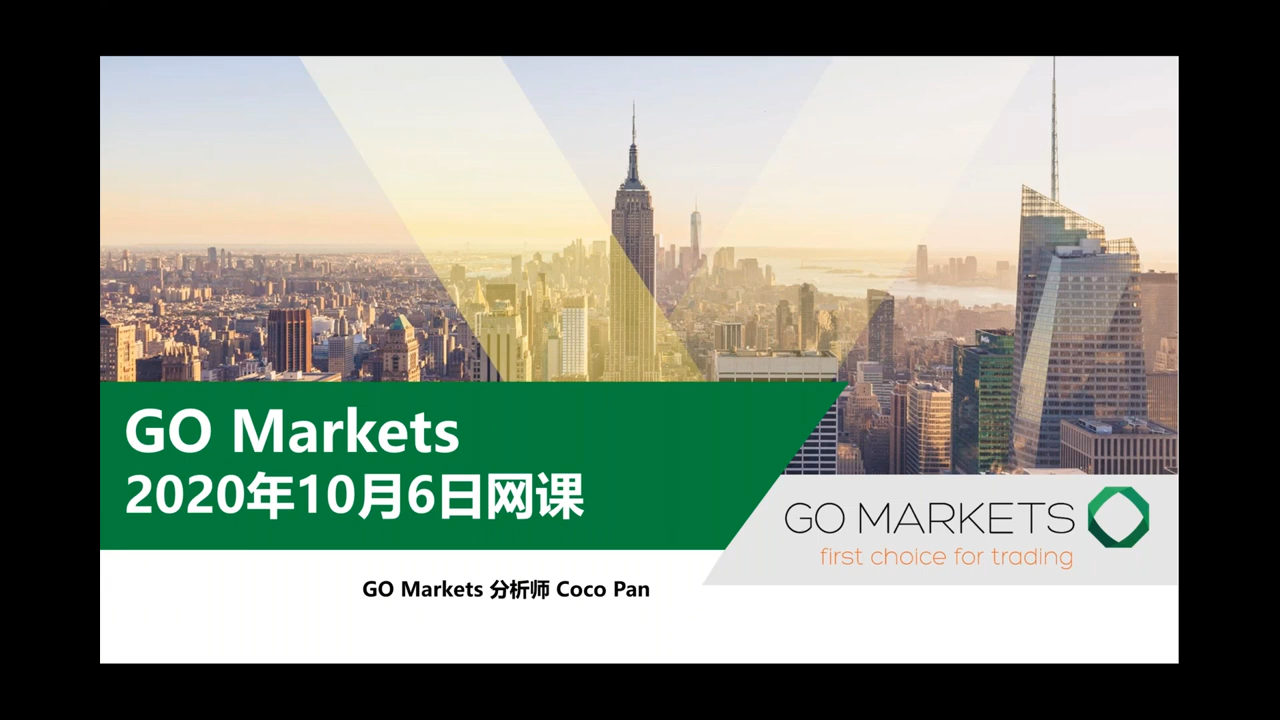 GO Markets
2020年10月6日网课
GO MARKETS
first choice for trading
GO Markets 分析师 Coco Pan